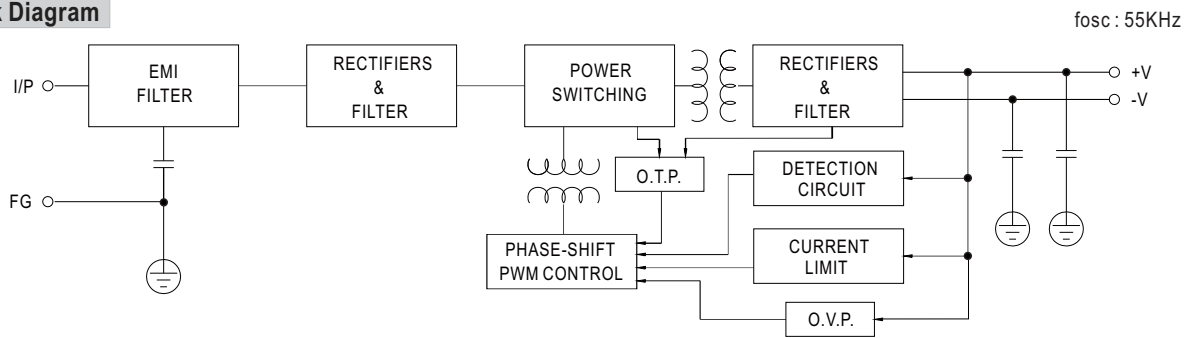 Diagram
fosc : 55KHz
I/P
EMI
FILTER
RECTIFIERS
&
FILTER
POWER
SWITCHING
RECTIFIERS
&
FILTER
+V
-V
O.T.P.
DETECTION
CIRCUIT
FG
PHASE-SHIFT
PWM CONTROL
CURRENT
LIMIT
O.V.P.